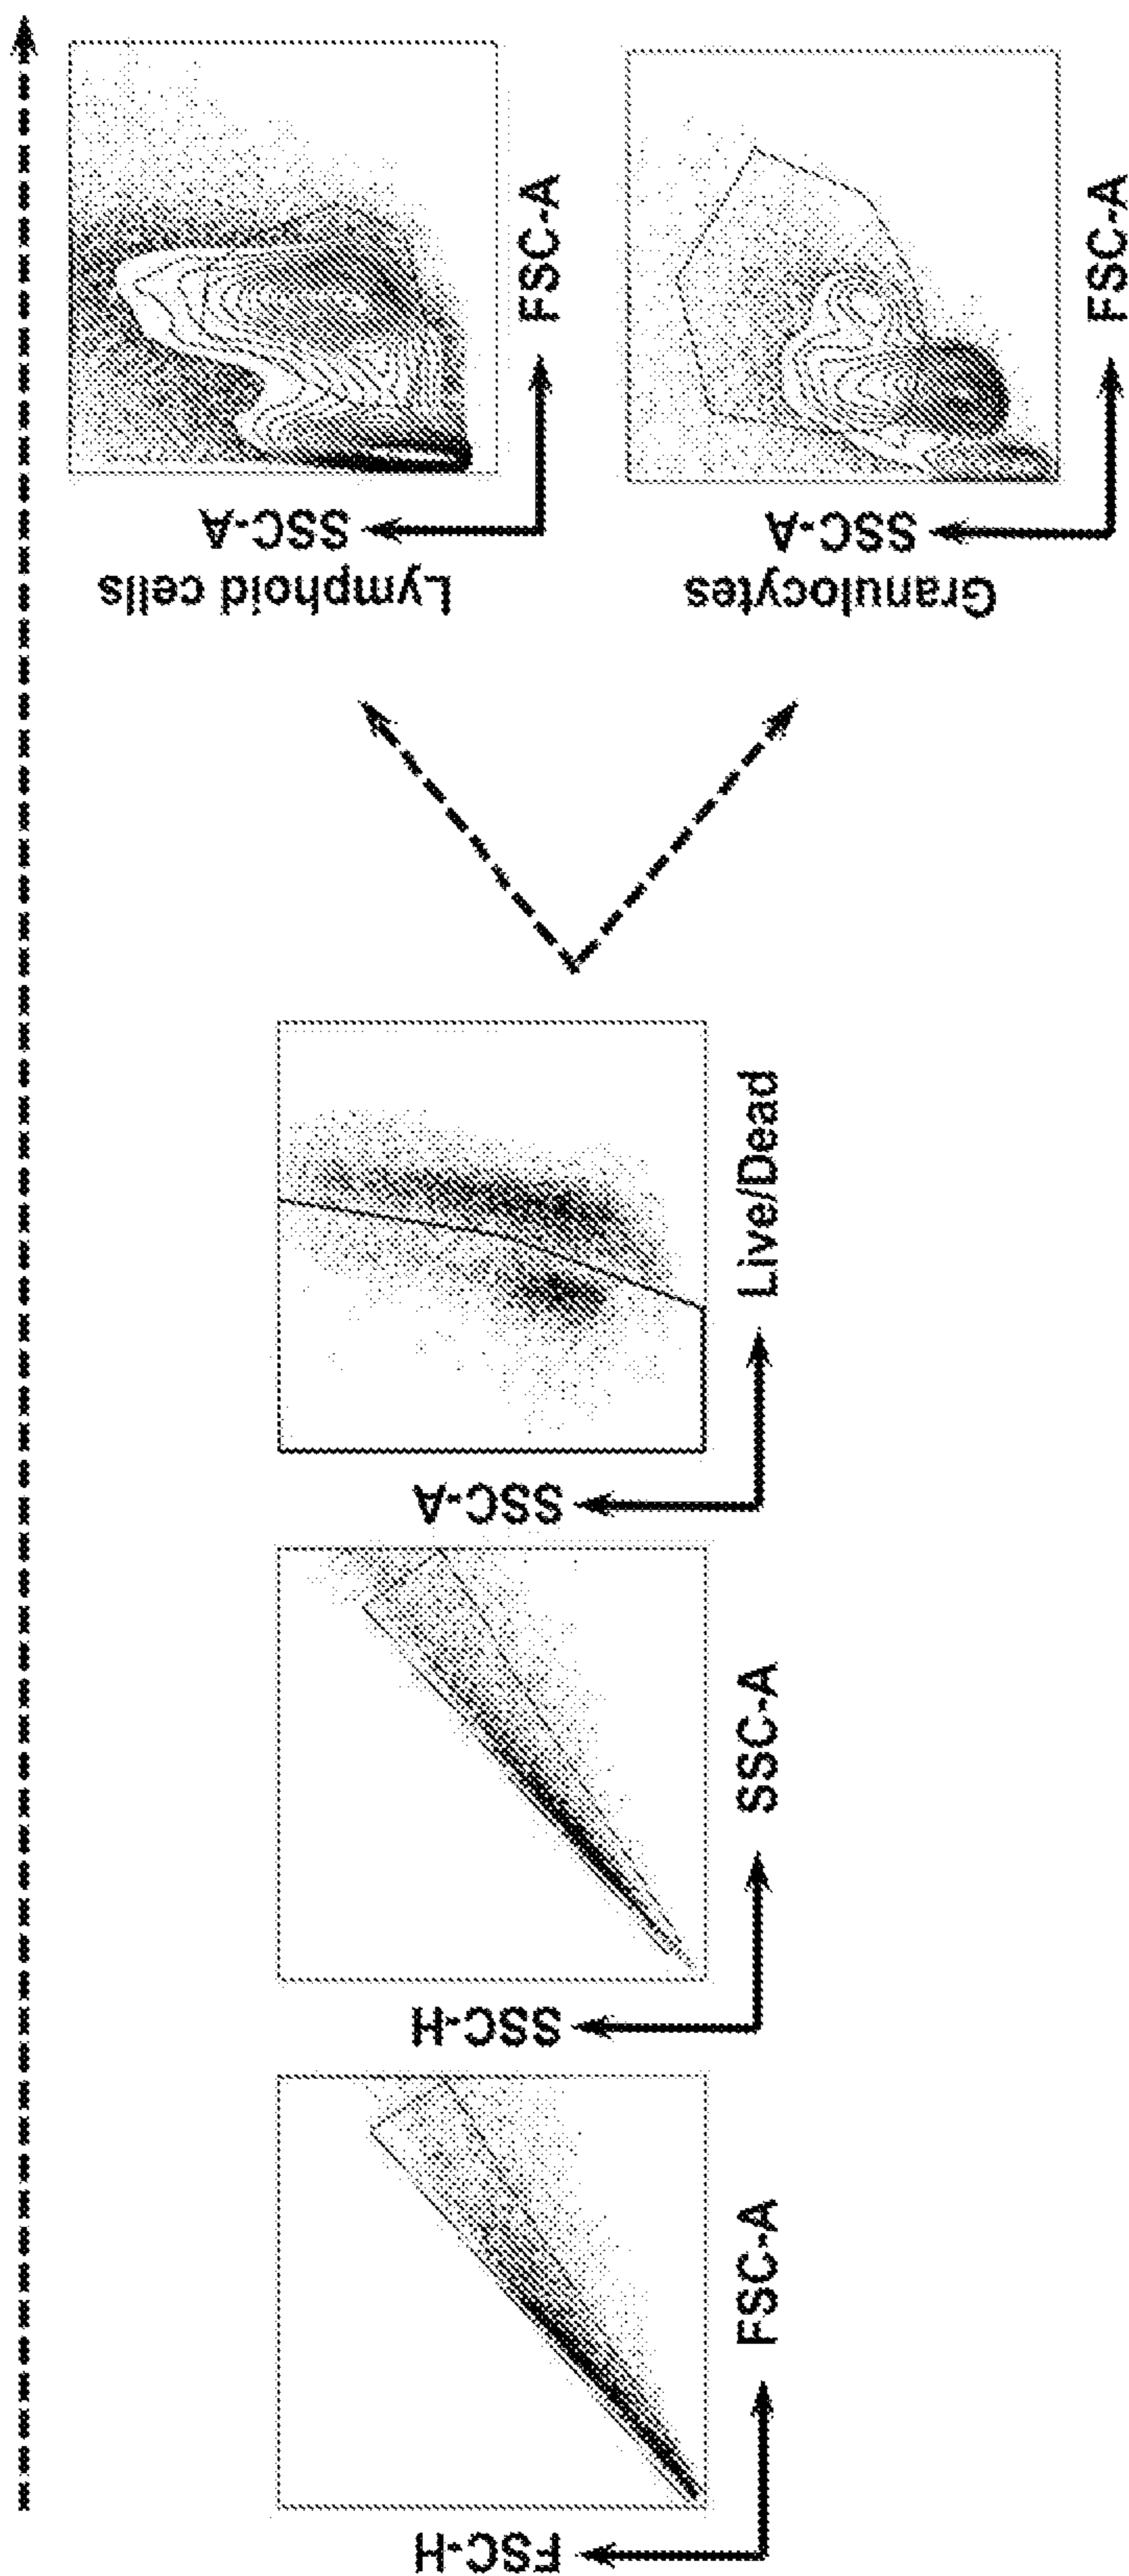 FSC-H
FSC-A
SSC-H
SSC-A
SSC-A
Live/Dead
Lymphoid cells
SSC-A
FSC-A
Granulocytes
SSC-A
FSC-A